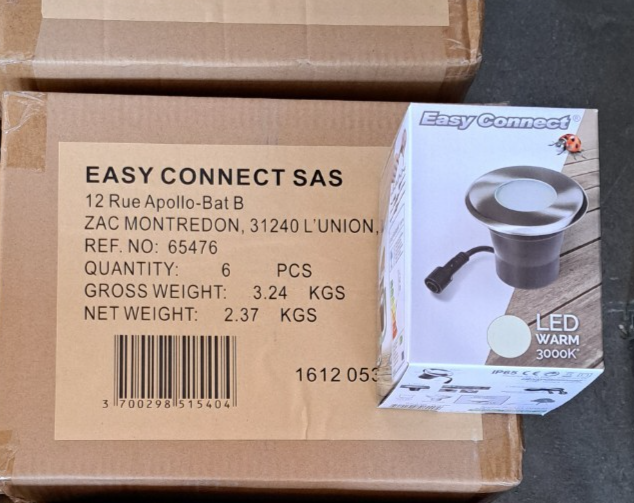 EASY CONNECT SAS
12 Rue Apollo-Bat B
ZAC MONTREDON, 31240 L'UNION,
REF. NO: 65476
QUANTITY: 6 PCS
GROSS WEIGHT: 3.24 KGS
NET WEIGHT: 2.37 KGS
3 700298 515404
1612 053
Easy Connect®
LED
WARM
3000K
IP65 CE